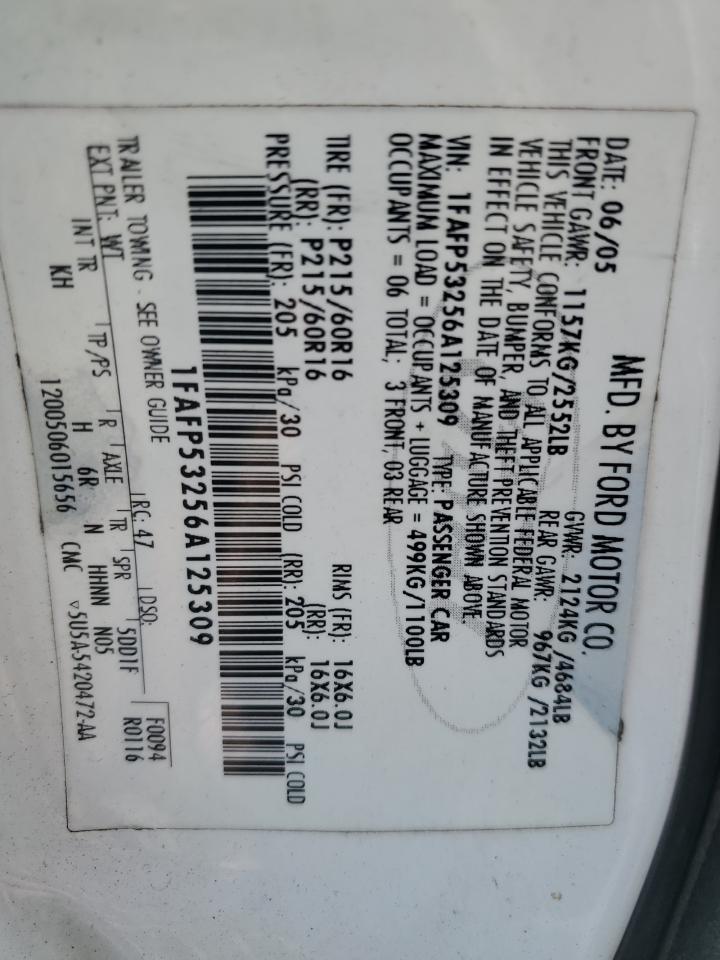 MFD. BY FORD MOTOR CO.
DATE: 06/05 GVWR: 2124KG /4684LB
FRONT GAWR: 1157KG/2552LB REAR GAWR: 967KG /2132LB
THIS VEHICLE CONFORMS TO ALL APPLICABLE FEDERAL MOTOR
VEHICLE SAFETY, BUMPER, AND THEFT PREVENTION STANDARDS
IN EFFECT ON THE DATE OF MANUFACTURE SHOWN ABOVE.
VIN: 1FAFP53256A125309 TYPE: PASSENGER CAR
MAXIMUM LOAD = OCCUPANTS + LUGGAGE = 499KG/1100LB
OCCUPANTS = 06 TOTAL; 3 FRONT, 03 REAR
TIRE (FR): P215/60R16 RIMS (FR): 16X6.0J
(RR): P215/60R16 (RR): 16X6.0J
PRESSURE (FR): 205 kPa/30 PSI COLD (RR): 205 kPa/30 PSI COLD
1FAFP53256A125309
TRAILER TOWING - SEE OWNER GUIDE
EXT PNT: WT RC: 47 DSO: F0094
INT TR TP/PS R AXLE TR SPR 5DD1F R0116
KH H 6R N HHNN N05
1200506015656 CMC ▽5U5A-5420472-AA